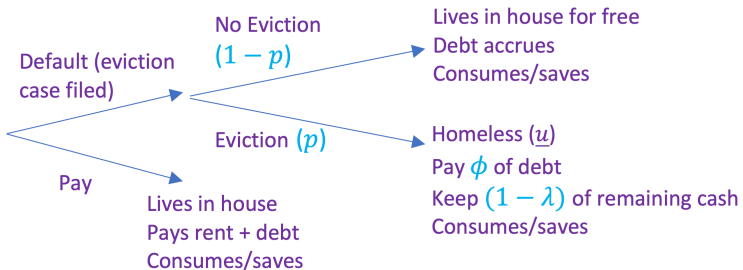 Default (eviction
case filed)
No Eviction
(1 − p)
Lives in house for free
Debt accrues
Consumes/saves
Eviction (p)
Homeless (u)
Pay ϕ of debt
Keep (1 − λ) of remaining cash
Consumes/saves
Pay
Lives in house
Pays rent + debt
Consumes/saves